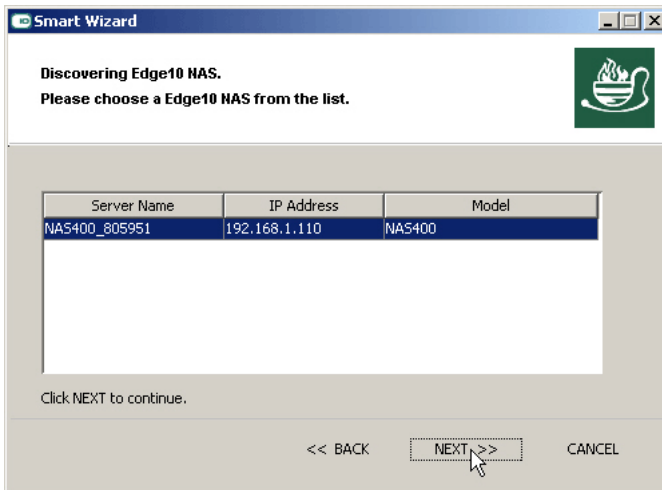 Smart Wizard
Discovering Edge10 NAS.
Please choose a Edge10 NAS from the list.
Server Name IP Address Model
NAS400_805951 192.168.1.110 NAS400
Click NEXT to continue.
<< BACK NEXT >> CANCEL